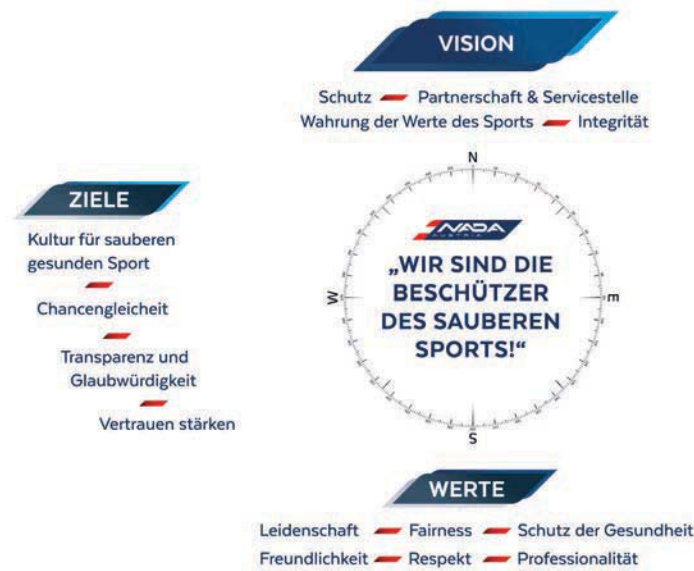 VISION
Schutz Partnerschaft & Servicestelle
Wahrung der Werte des Sports Integrität
ZIELE
Kultur für sauberen
gesunden Sport
Chancengleicheit
Transparenz und
Glaubwürdigkeit
Vertrauen stärken
N
W
E
S
NADA
AUSTRIA
„WIR SIND DIE
BESCHÜTZER
DES SAUBEREN
SPORTS!“
WERTE
Leidenschaft Fairness Schutz der Gesundheit
Freundlichkeit Respekt Professionalität